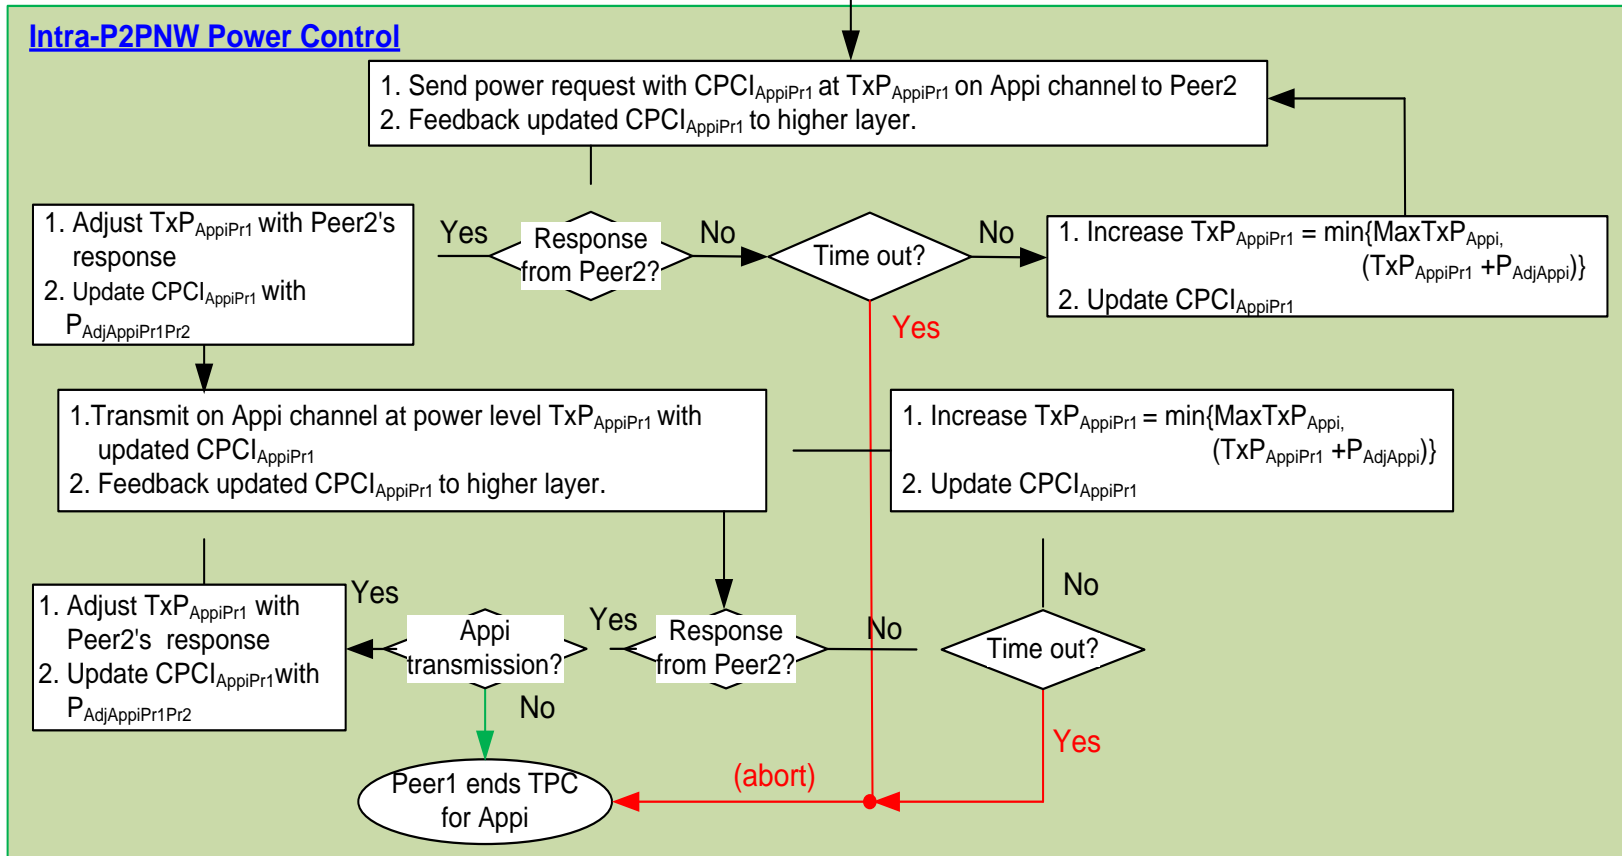 Intra-P2PNW Power Control
1. Send power request with CPCIAppiPr1 at TxPAppiPr1 on Appi channel to Peer2
2. Feedback updated CPCIAppiPr1 to higher layer.
1. Adjust TxPAppiPr1 with Peer2's
response
2. Update CPCIAppiPr1 with
PAdjAppiPr1Pr2
Yes
Response
from Peer2?
No
Time out?
No
Yes
1. Increase TxPAppiPr1 = min{MaxTxPAppi,
(TxPAppiPr1 +PAdjAppi)}
2. Update CPCIAppiPr1
1.Transmit on Appi channel at power level TxPAppiPr1 with
updated CPCIAppiPr1
2. Feedback updated CPCIAppiPr1 to higher layer.
1. Increase TxPAppiPr1 = min{MaxTxPAppi,
(TxPAppiPr1 +PAdjAppi)}
2. Update CPCIAppiPr1
1. Adjust TxPAppiPr1 with
Peer2's response
2. Update CPCIAppiPr1with
PAdjAppiPr1Pr2
Yes
Appi
transmission?
No
Yes
Response
from Peer2?
No
Time out?
No
Yes
Peer1 ends TPC
for Appi
(abort)